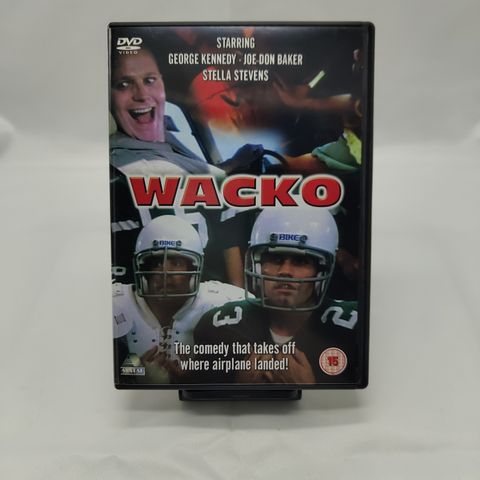 DVD
VIDEO
STARRING
GEORGE KENNEDY · JOE DON BAKER
STELLA STEVENS
WACKO
BIKE
BIKE
23
2
The comedy that takes off
where airplane landed!
15